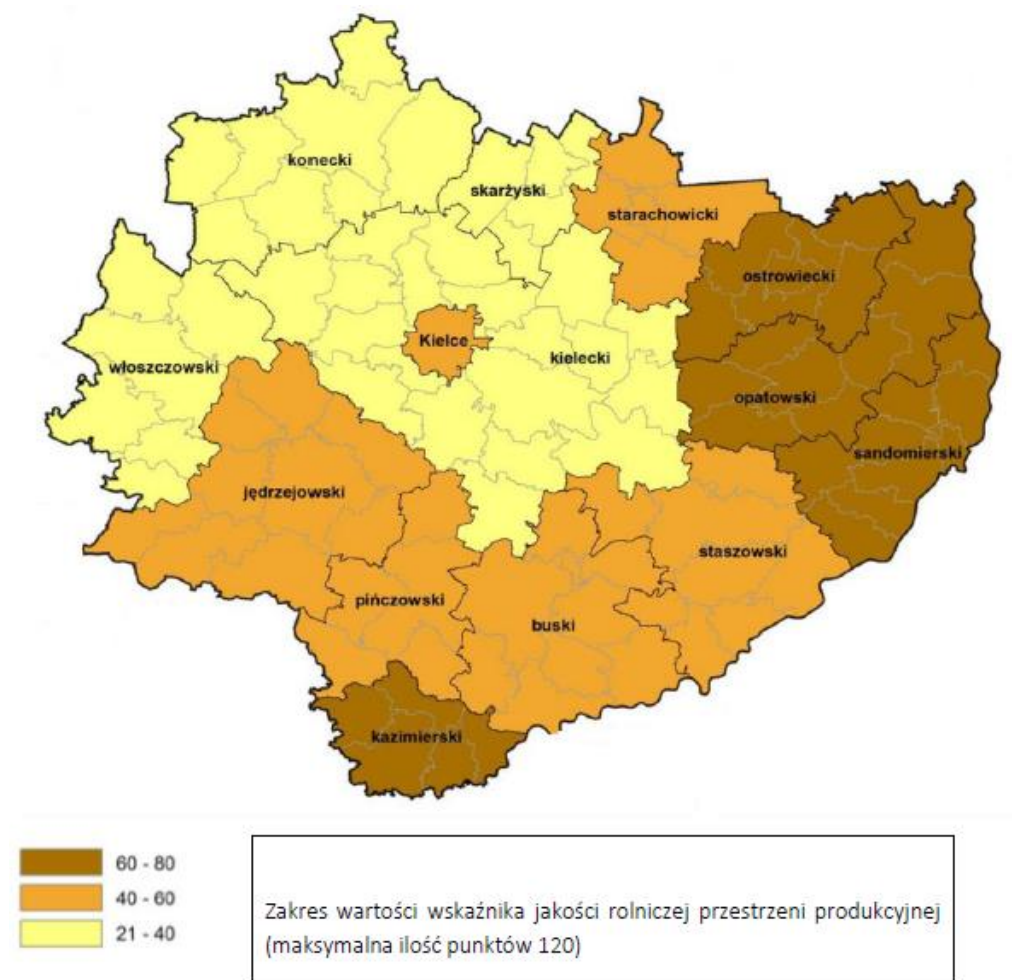 konecki
skarżyski
starachowicki
ostrowiecki
Kielce
kielecki
włoszczowski
opatowski
sandomierski
jędrzejowski
staszowski
pińczowski
buski
kazimierski
60 - 80
40 - 60
21 - 40
Zakres wartości wskaźnika jakości rolniczej przestrzeni produkcyjnej
(maksymalna ilość punktów 120)